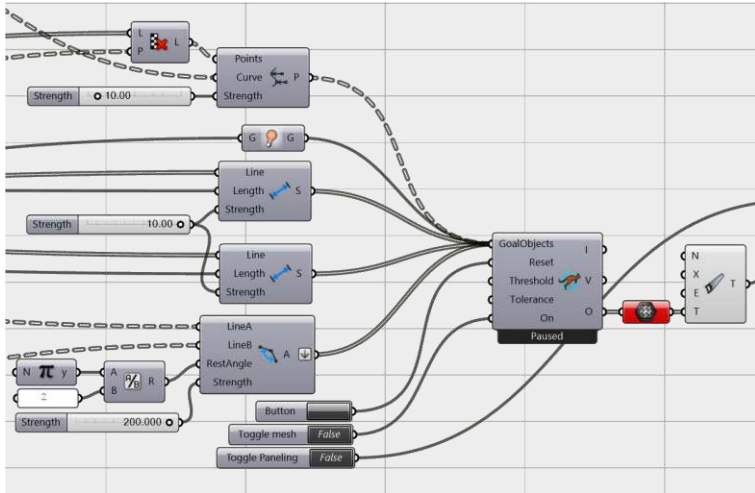 L
P
L
Points
Curve
Strength
P
Strength
10.00
G
G
Line
Length
Strength
S
Strength
10.00
Line
Length
Strength
S
LineA
LineB
RestAngle
Strength
A
N
π
y
A
B
A/B
R
2
Strength
200.000
GoalObjects
Reset
Threshold
Tolerance
On
I
V
O
Paused
N
X
E
T
T
Button
Toggle mesh
False
Toggle Paneling
False